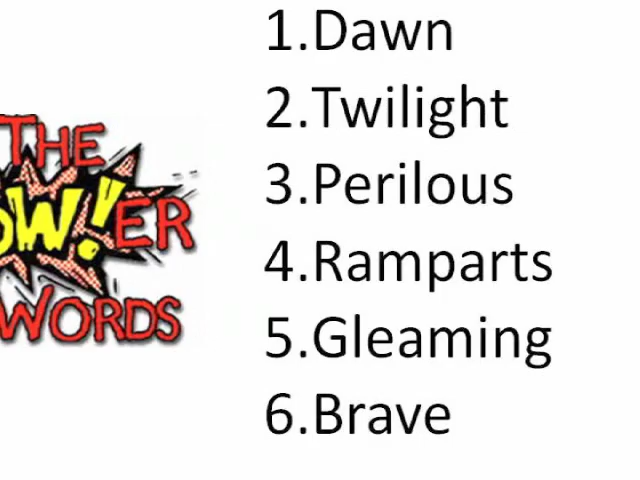 THE
OW!ER
WORDS
1.Dawn
2.Twilight
3.Perilous
4.Ramparts
5.Gleaming
6.Brave